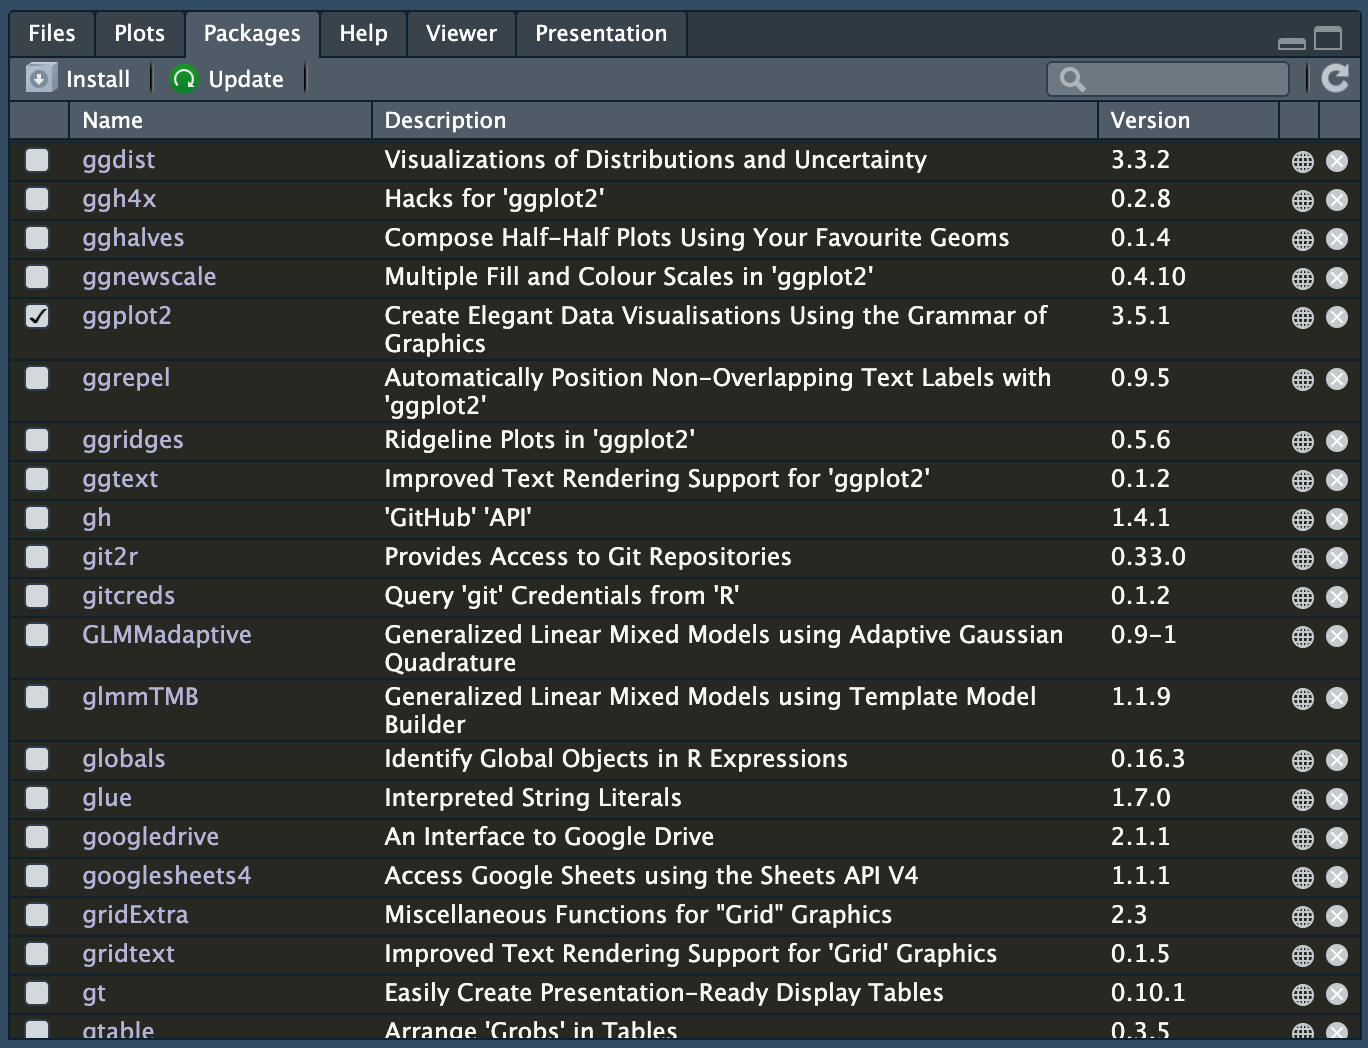 Files Plots Packages Help Viewer Presentation
Install Update
Name Description Version
ggdist Visualizations of Distributions and Uncertainty 3.3.2
ggh4x Hacks for 'ggplot2' 0.2.8
gghalves Compose Half-Half Plots Using Your Favourite Geoms 0.1.4
ggnewscale Multiple Fill and Colour Scales in 'ggplot2' 0.4.10
ggplot2 Create Elegant Data Visualisations Using the Grammar of 3.5.1
Graphics
ggrepel Automatically Position Non-Overlapping Text Labels with 0.9.5
'ggplot2'
ggridges Ridgeline Plots in 'ggplot2' 0.5.6
ggtext Improved Text Rendering Support for 'ggplot2' 0.1.2
gh 'GitHub' 'API' 1.4.1
git2r Provides Access to Git Repositories 0.33.0
gitcreds Query 'git' Credentials from 'R' 0.1.2
GLMMadaptive Generalized Linear Mixed Models using Adaptive Gaussian 0.9-1
Quadrature
glmmTMB Generalized Linear Mixed Models using Template Model 1.1.9
Builder
globals Identify Global Objects in R Expressions 0.16.3
glue Interpreted String Literals 1.7.0
googledrive An Interface to Google Drive 2.1.1
googlesheets4 Access Google Sheets using the Sheets API V4 1.1.1
gridExtra Miscellaneous Functions for "Grid" Graphics 2.3
gridtext Improved Text Rendering Support for 'Grid' Graphics 0.1.5
gt Easily Create Presentation-Ready Display Tables 0.10.1
gtable Arrange 'Grobs' in Tables 0.3.5